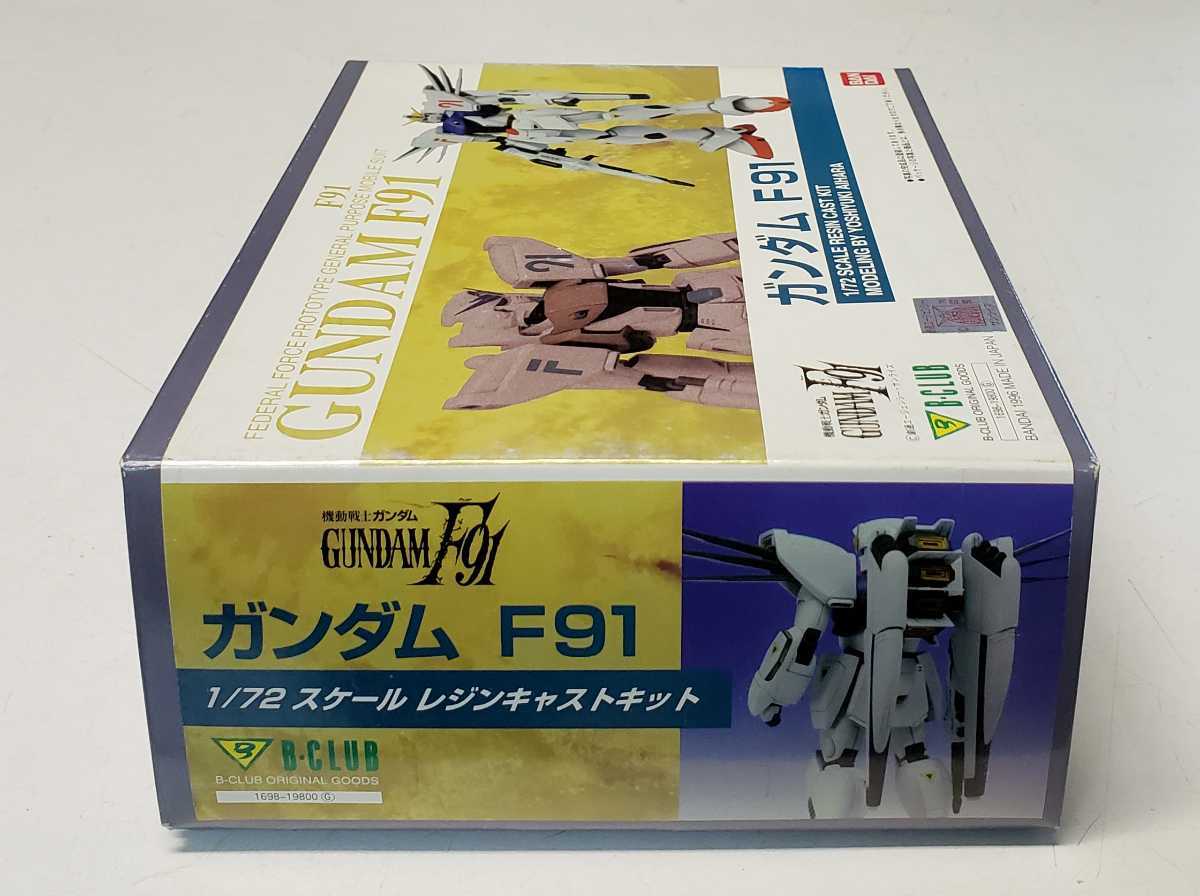 F91
FEDERAL FORCE PROTOTYPE GENERAL PURPOSE MOBILE SUIT
GUNDAM F91
BAN
DAI
ガンダム F91
1/72 SCALE RESIN CAST KIT
MODELING BY YOSHIYUKI AIHARA
機動戦士ガンダム
GUNDAM F91
B-CLUB
B-CLUB ORIGINAL GOODS
1698-19800 G
BANDAI 1996 MADE IN JAPAN
機動戦士ガンダム
GUNDAM F91
ガンダム F91
1/72 スケール レジンキャストキット
B-CLUB
B-CLUB ORIGINAL GOODS
1698-19800 (G)